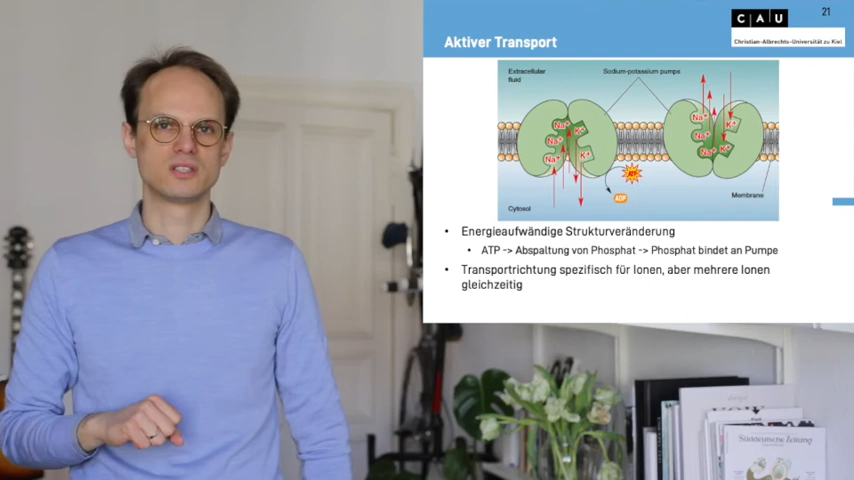 21
CAU
Christian-Albrechts-Universität zu Kiel
Aktiver Transport
Extracellular
fluid
Sodium-potassium pumps
Na+
K+
Na+
Na+
K+
Na+
K+
Na+
Na+
K+
ATP
ADP
Cytosol
Membrane
• Energieaufwändige Strukturveränderung
• ATP -> Abspaltung von Phosphat -> Phosphat bindet an Pumpe
• Transportrichtung spezifisch für Ionen, aber mehrere Ionen
gleichzeitig
Süddeutsche Zeitung